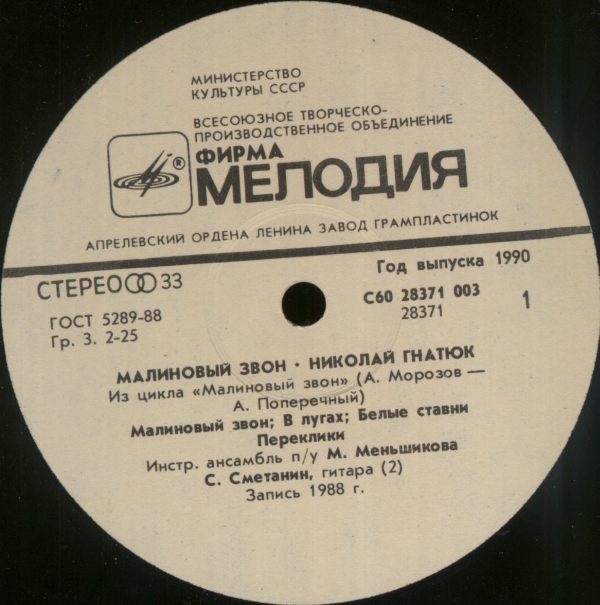 МИНИСТЕРСТВО
КУЛЬТУРЫ СССР
ВСЕСОЮЗНОЕ ТВОРЧЕСКО-
ПРОИЗВОДСТВЕННОЕ ОБЪЕДИНЕНИЕ
ФИРМА
® МЕЛОДИЯ
АПРЕЛЕВСКИЙ ОРДЕНА ЛЕНИНА ЗАВОД ГРАМПЛАСТИНОК
СТЕРЕО 33
Год выпуска 1990
ГОСТ 5289-88
С60 28371 003
Гр. 3. 2-25
28371
1
МАЛИНОВЫЙ ЗВОН · НИКОЛАЙ ГНАТЮК
Из цикла «Малиновый звон» (А. Морозов —
А. Поперечный)
Малиновый звон; В лугах; Белые ставни
Переклики
Инстр. ансамбль п/у М. Меньшикова
С. Сметанин, гитара (2)
Запись 1988 г.